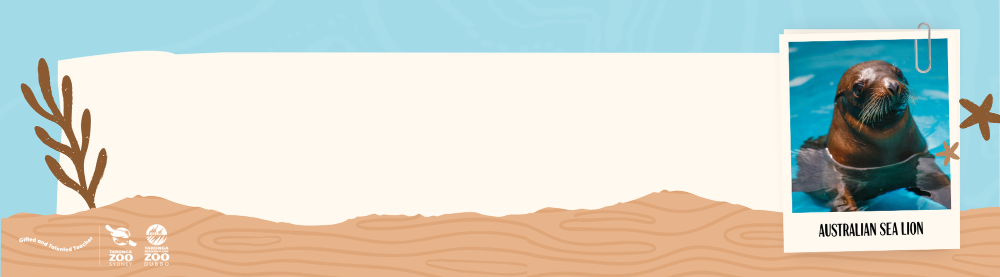 AUSTRALIAN SEA LION
Gifted and Talented Teacher
TARONGA
ZOO
SYDNEY
TARONGA
WESTERN PLAINS
ZOO
DUBBO